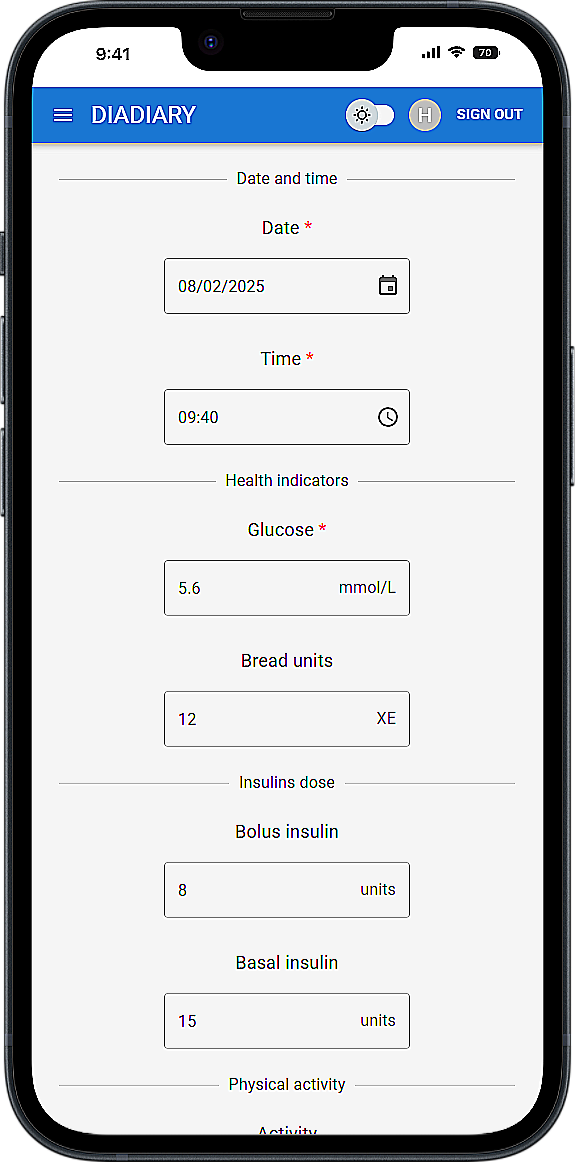 9:41
70
DIADIARY
H
SIGN OUT
Date and time
Date *
08/02/2025
Time *
09:40
Health indicators
Glucose *
5.6 mmol/L
Bread units
12 XE
Insulins dose
Bolus insulin
8 units
Basal insulin
15 units
Physical activity
Activity